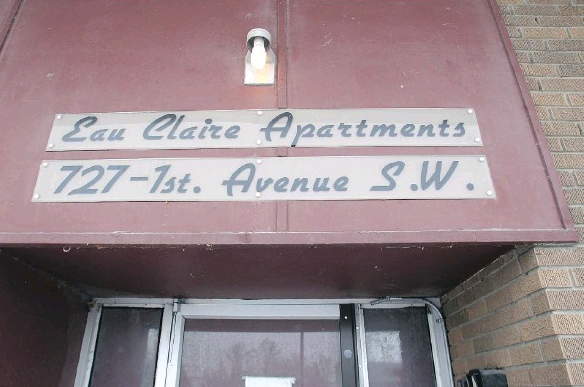 Eau Claire Apartments
727-1st. Avenue S.W.